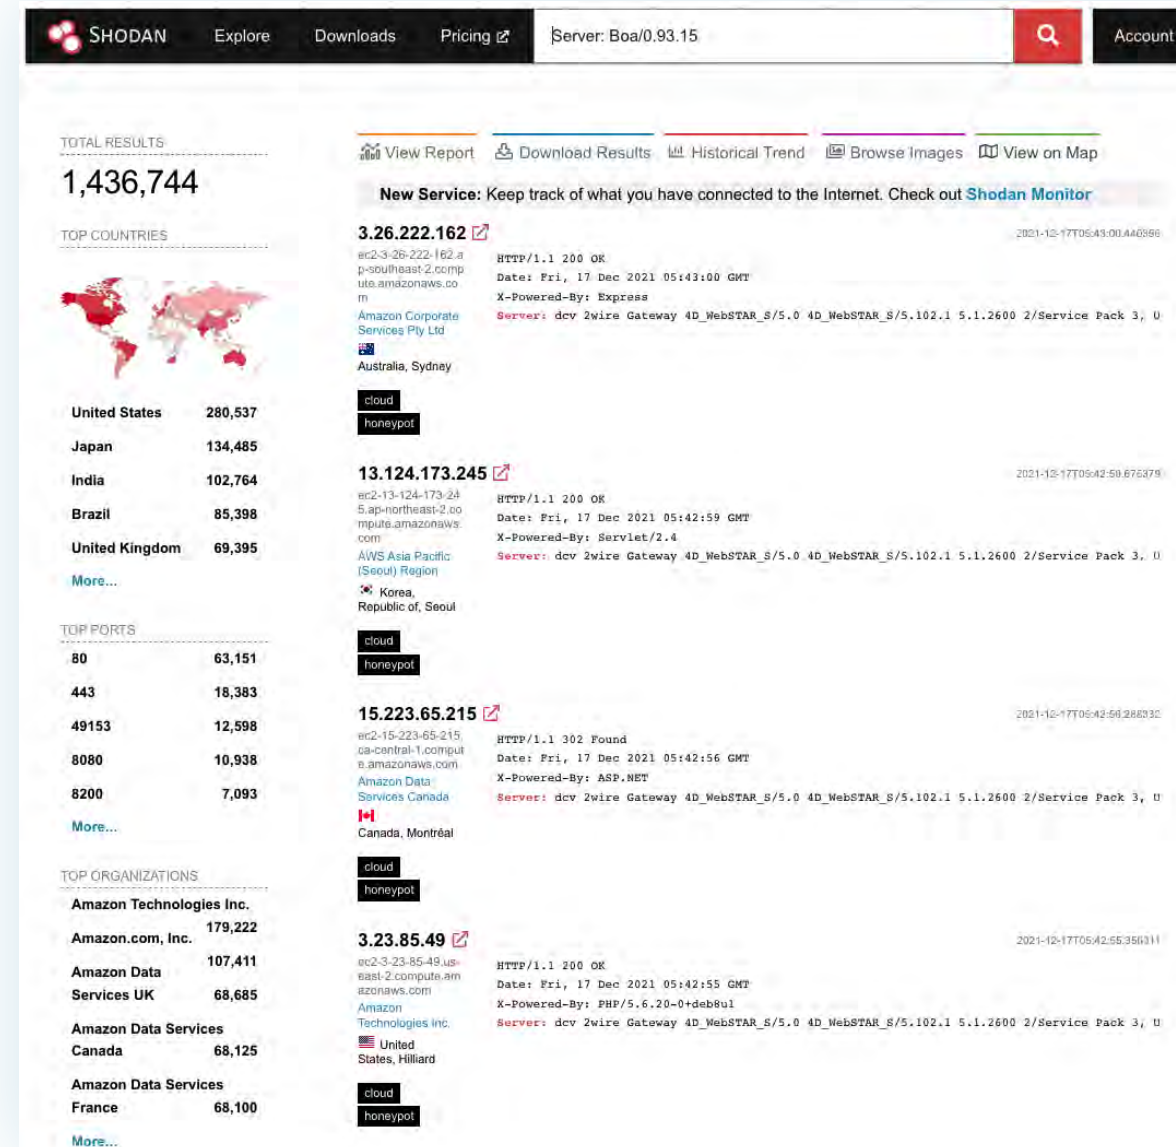 SHODAN Explore Downloads Pricing Server: Boa/0.93.15 Account
TOTAL RESULTS
1,436,744
TOP COUNTRIES
United States 280,537
Japan 134,485
India 102,764
Brazil 85,398
United Kingdom 69,395
More...
TOP PORTS
80 63,151
443 18,383
49153 12,598
8080 10,938
8200 7,093
More...
TOP ORGANIZATIONS
Amazon Technologies Inc.
179,222
Amazon.com, Inc.
107,411
Amazon Data
Services UK 68,685
Amazon Data Services
Canada 68,125
Amazon Data Services
France 68,100
More...
View Report Download Results Historical Trend Browse Images View on Map
New Service: Keep track of what you have connected to the Internet. Check out Shodan Monitor
3.26.222.162
ec2-3-26-222-162.a
p-southeast-2.comp
ute.amazonaws.co
m
Amazon Corporate
Services Pty Ltd
Australia, Sydney
cloud
honeypot
HTTP/1.1 200 OK
Date: Fri, 17 Dec 2021 05:43:00 GMT
X-Powered-By: Express
Server: dcv 2wire Gateway 4D_WebSTAR_S/5.0 4D_WebSTAR_S/5.102.1 5.1.2600 2/Service Pack 3, U
13.124.173.245
ec2-13-124-173-24
5.ap-northeast-2.co
mpute.amazonaws.
com
AWS Asia Pacific
(Seoul) Region
Korea,
Republic of, Seoul
cloud
honeypot
HTTP/1.1 200 OK
Date: Fri, 17 Dec 2021 05:42:59 GMT
X-Powered-By: Servlet/2.4
Server: dcv 2wire Gateway 4D_WebSTAR_S/5.0 4D_WebSTAR_S/5.102.1 5.1.2600 2/Service Pack 3, U
15.223.65.215
ec2-15-223-65-215.
ca-central-1.comput
e.amazonaws.com
Amazon Data
Services Canada
Canada, Montréal
cloud
honeypot
HTTP/1.1 302 Found
Date: Fri, 17 Dec 2021 05:42:56 GMT
X-Powered-By: ASP.NET
Server: dcv 2wire Gateway 4D_WebSTAR_S/5.0 4D_WebSTAR_S/5.102.1 5.1.2600 2/Service Pack 3, U
3.23.85.49
ec2-3-23-85-49.us-
east-2.compute.am
azonaws.com
Amazon
Technologies Inc.
United
States, Hilliard
cloud
honeypot
HTTP/1.1 200 OK
Date: Fri, 17 Dec 2021 05:42:55 GMT
X-Powered-By: PHP/5.6.20-0+deb8u1
Server: dcv 2wire Gateway 4D_WebSTAR_S/5.0 4D_WebSTAR_S/5.102.1 5.1.2600 2/Service Pack 3, U